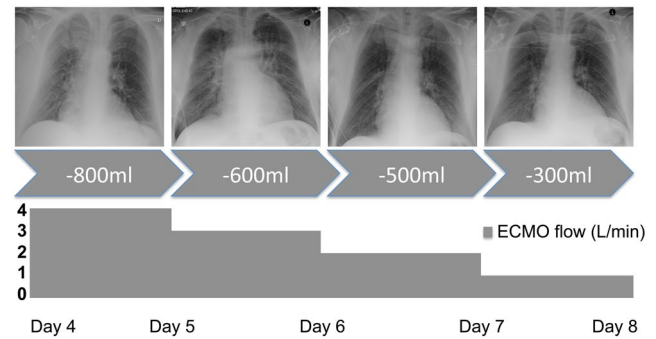 -800ml
-600ml
-500ml
-300ml
4
3
2
1
0
ECMO flow (L/min)
Day 4
Day 5
Day 6
Day 7
Day 8